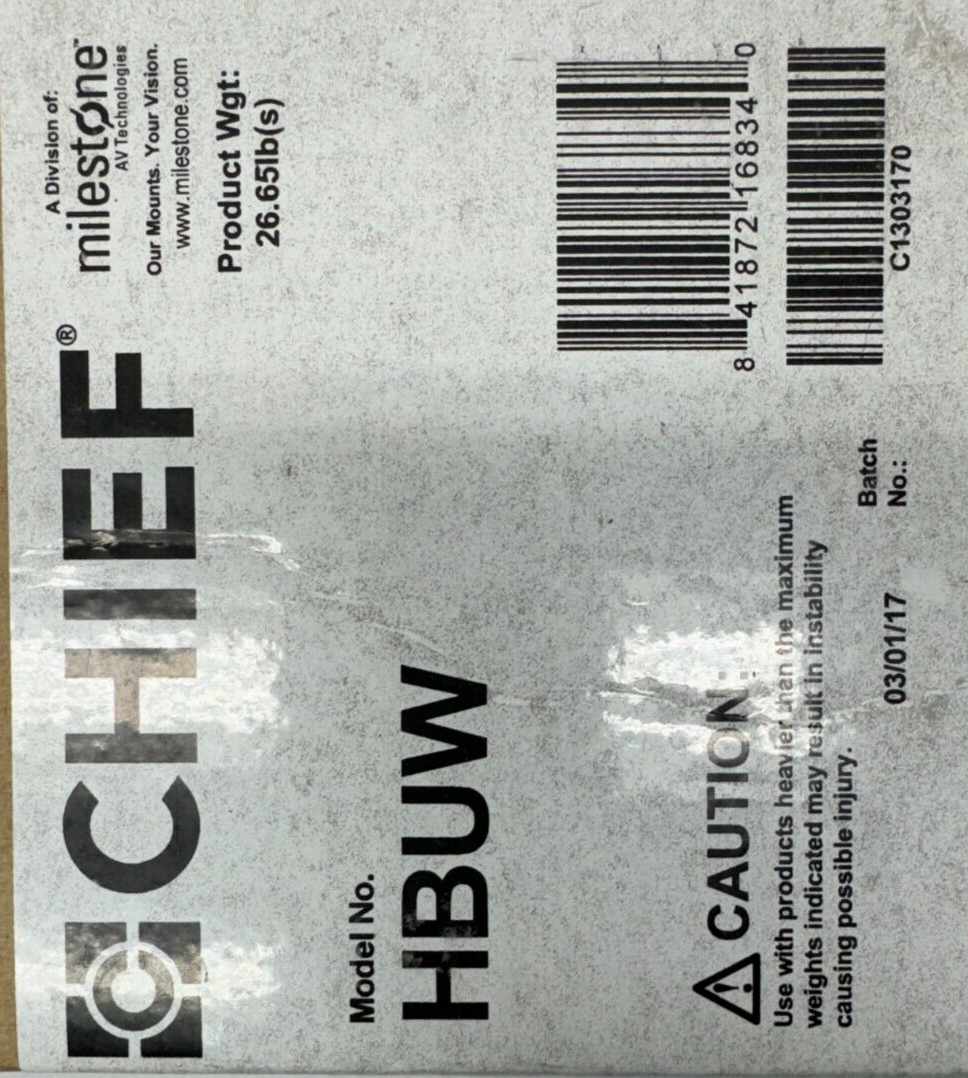 CHIEF®
A Division of:
milestone™
AV Technologies
Our Mounts. Your Vision.
www.milestone.com
Product Wgt:
26.65lb(s)
Model No.
HBUW
8 41872 16834 0
⚠ CAUTION:
Use with products heavier than the maximum
weights indicated may result in instability
causing possible injury.
03/01/17
Batch
No.:
C1303170